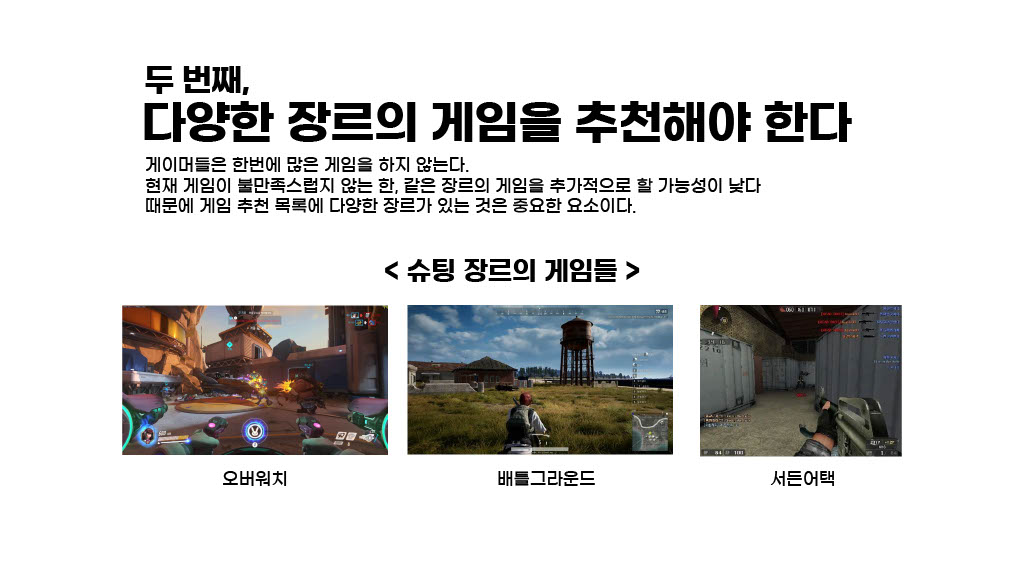 두 번째,
다양한 장르의 게임을 추천해야 한다
게이머들은 한번에 많은 게임을 하지 않는다.
현재 게임이 불만족스럽지 않는 한, 같은 장르의 게임을 추가적으로 할 가능성이 낮다
때문에 게임 추천 목록에 다양한 장르가 있는 것은 중요한 요소이다.
< 슈팅 장르의 게임들 >
오버워치
배틀그라운드
서든어택